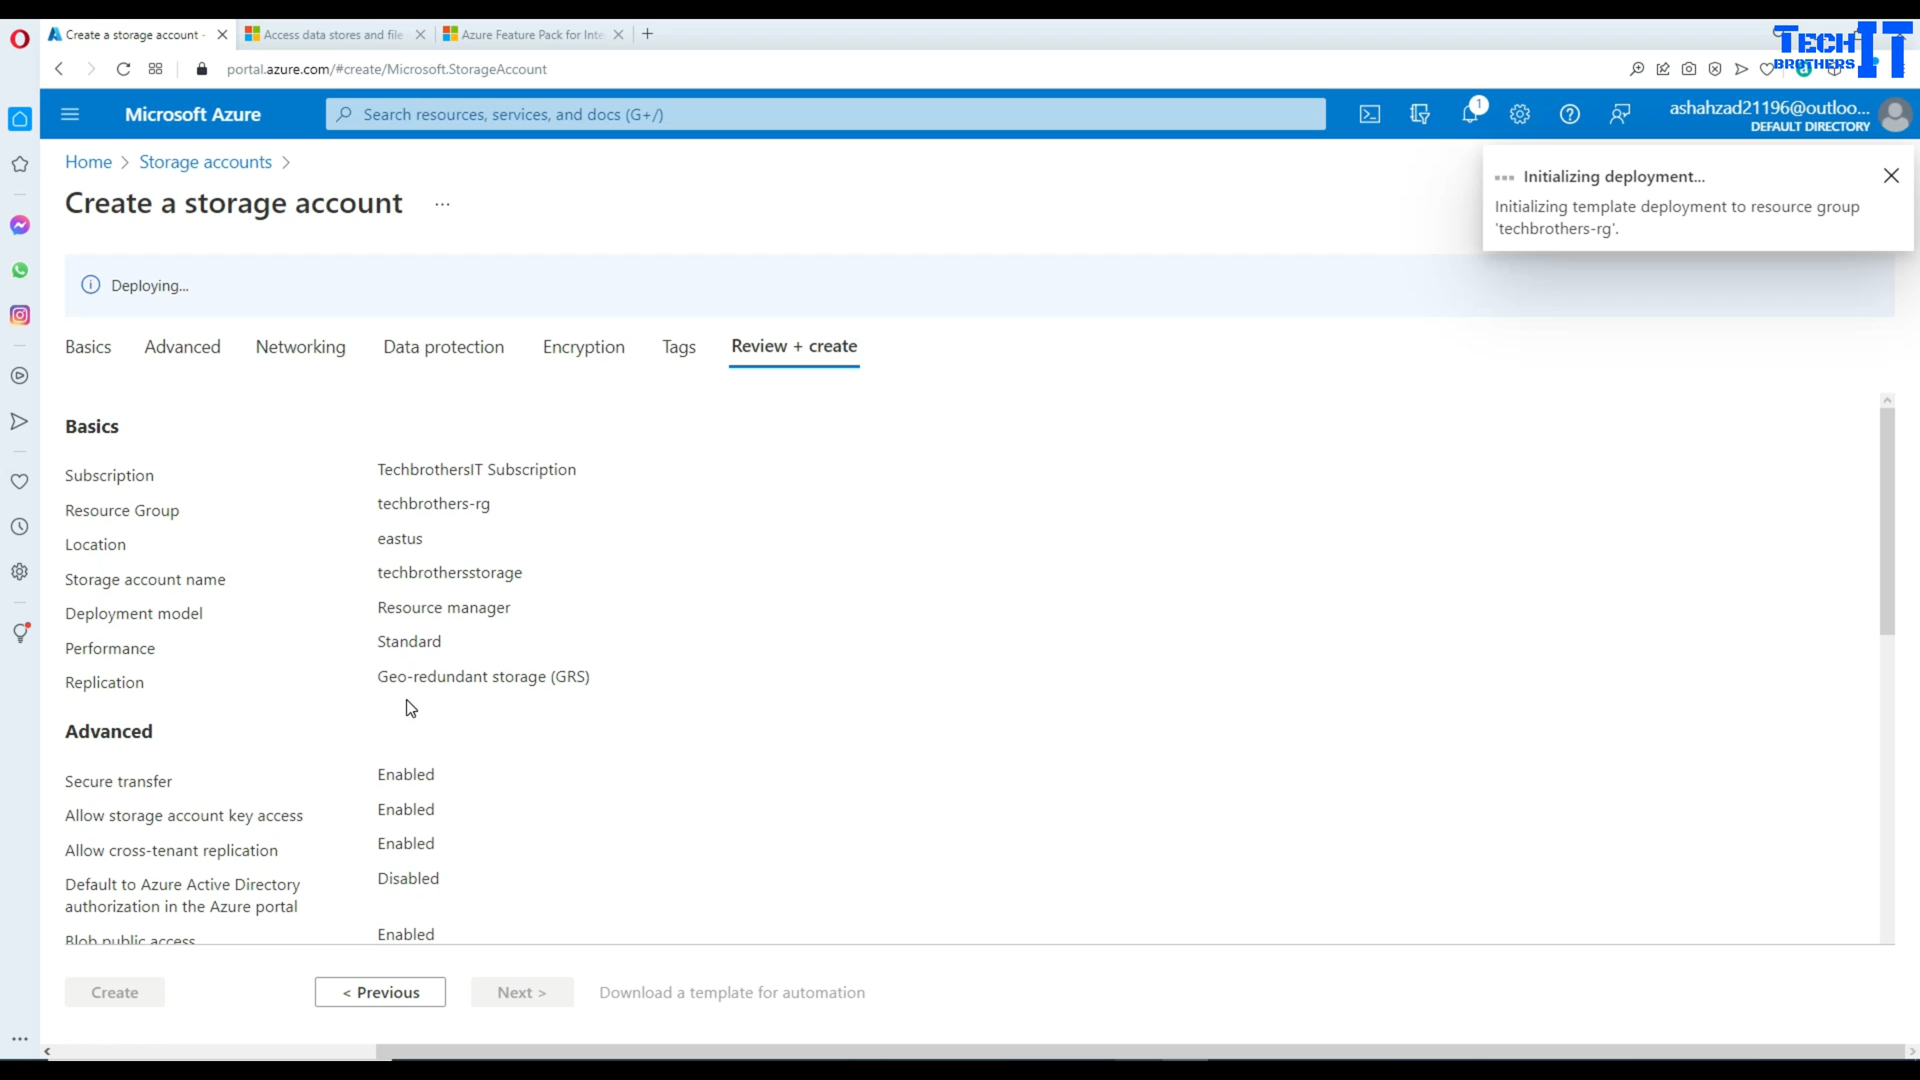 Create a storage account -
Access data stores and file
Azure Feature Pack for Inte
TECH IT
BROTHERS
portal.azure.com/#create/Microsoft.StorageAccount
Microsoft Azure
Search resources, services, and docs (G+/)
1
ashahzad21196@outloo...
DEFAULT DIRECTORY
Home > Storage accounts >
Create a storage account ...
Initializing deployment...
Initializing template deployment to resource group
'techbrothers-rg'.
Deploying...
Basics Advanced Networking Data protection Encryption Tags Review + create
Basics
Subscription TechbrothersIT Subscription
Resource Group techbrothers-rg
Location eastus
Storage account name techbrothersstorage
Deployment model Resource manager
Performance Standard
Replication Geo-redundant storage (GRS)
Advanced
Secure transfer Enabled
Allow storage account key access Enabled
Allow cross-tenant replication Enabled
Default to Azure Active Directory Disabled
authorization in the Azure portal
Blob public access Enabled
Create < Previous Next > Download a template for automation